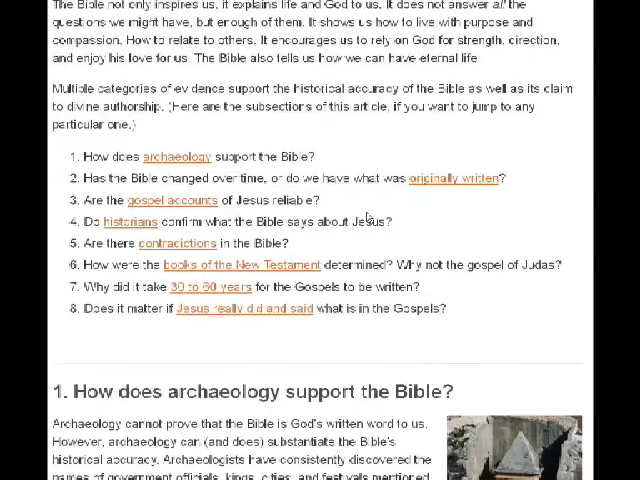 The Bible not only inspires us, it explains life and God to us. It does not answer all the
questions we might have, but enough of them. It shows us how to live with purpose and
compassion. How to relate to others. It encourages us to rely on God for strength, direction,
and enjoy his love for us. The Bible also tells us how we can have eternal life.
Multiple categories of evidence support the historical accuracy of the Bible as well as its claim
to divine authorship. (Here are the subsections of this article, if you want to jump to any
particular one.)
1. How does archaeology support the Bible?
2. Has the Bible changed over time, or do we have what was originally written?
3. Are the gospel accounts of Jesus reliable?
4. Do historians confirm what the Bible says about Jesus?
5. Are there contradictions in the Bible?
6. How were the books of the New Testament determined? Why not the gospel of Judas?
7. Why did it take 30 to 60 years for the Gospels to be written?
8. Does it matter if Jesus really did and said what is in the Gospels?
1. How does archaeology support the Bible?
Archaeology cannot prove that the Bible is God's written word to us.
However, archaeology can (and does) substantiate the Bible's
historical accuracy. Archaeologists have consistently discovered the
names of government officials, kings, cities, and festivals mentioned